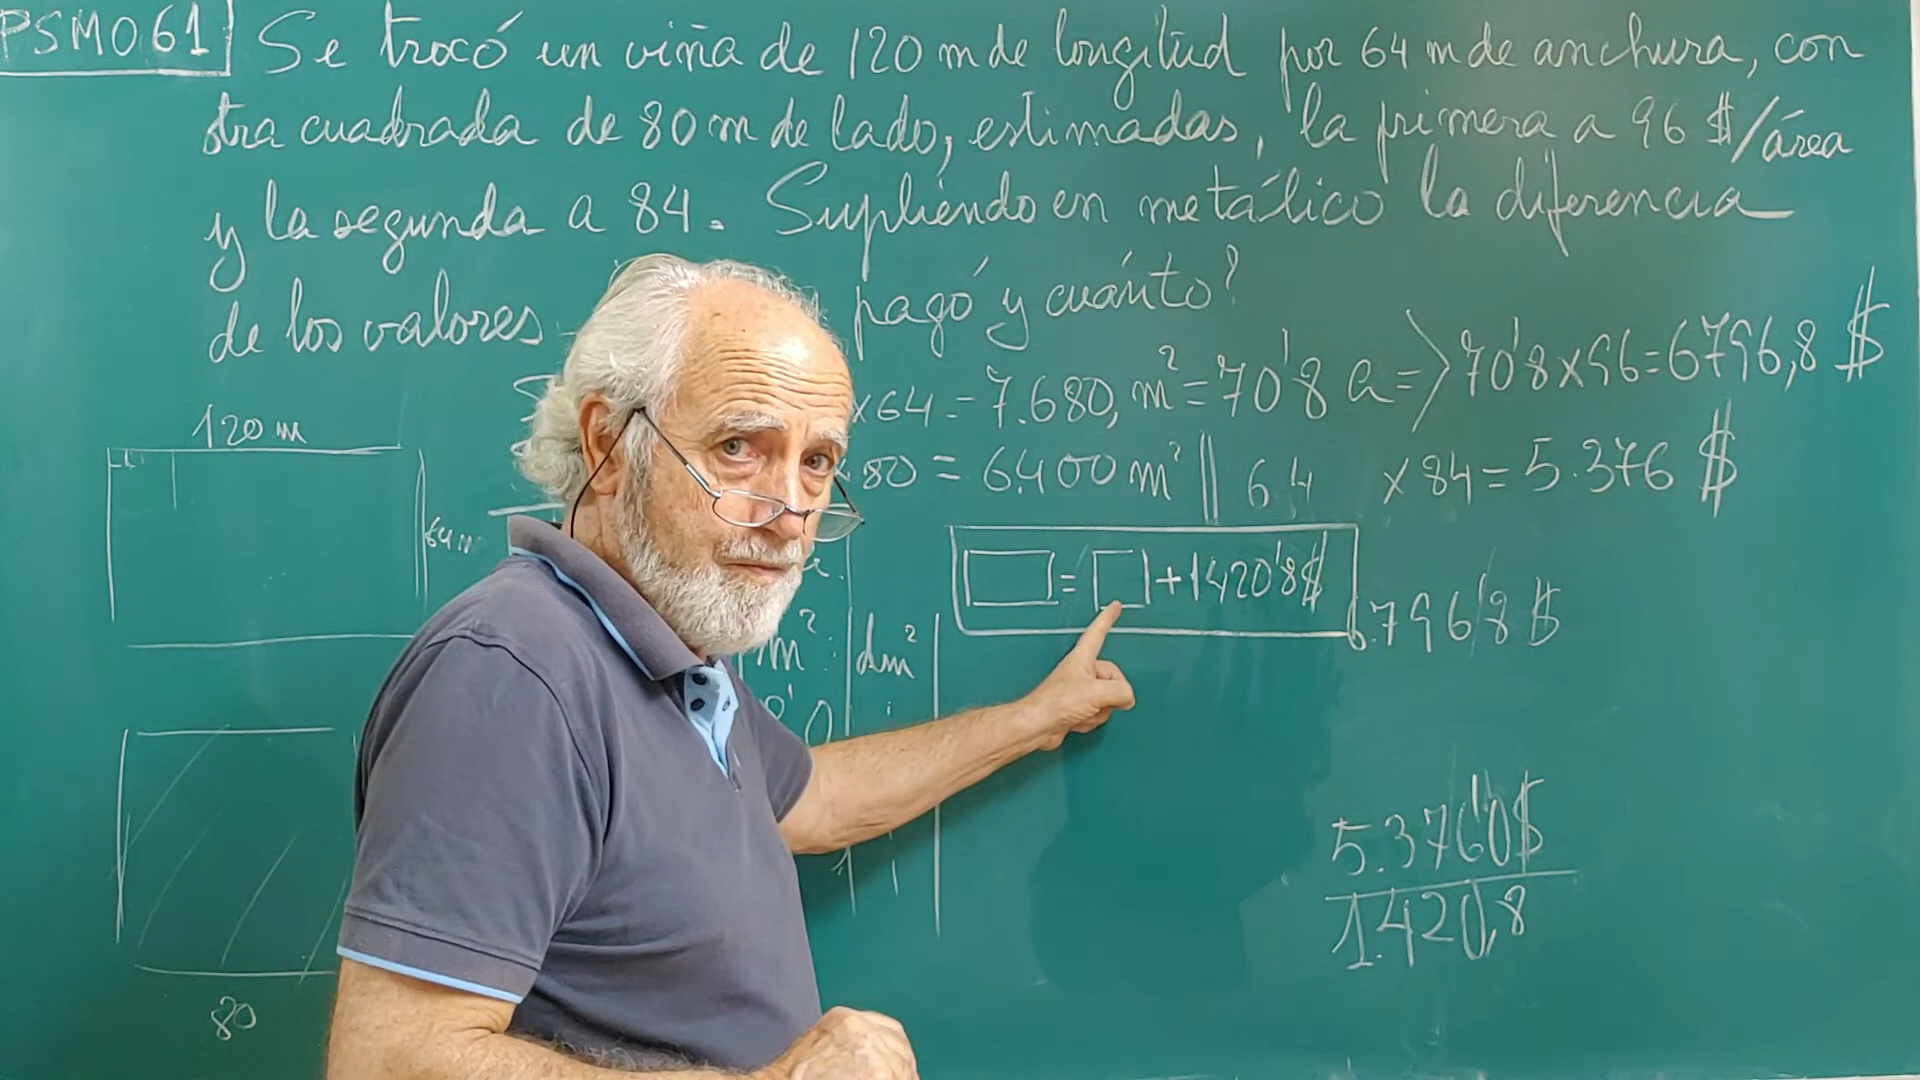 PSM061 Se trocó un viña de 120 m de longitud por 64 m de anchura, con
otra cuadrada de 80 m de lado, estimadas, la primera a 96 $/área
y la segunda a 84. Supliendo en metálico la diferencia
de los valores pagó y cuánto?
x64 = 7.680, m² = 70'8 a => 70'8x96 = 6796,8 $
x80 = 6.400 m² || 64 x 84 = 5.376 $
120 m
64 m
= +1420'8$
6.796'8 $
m² dm²
80
5.376'0$
1.420,8